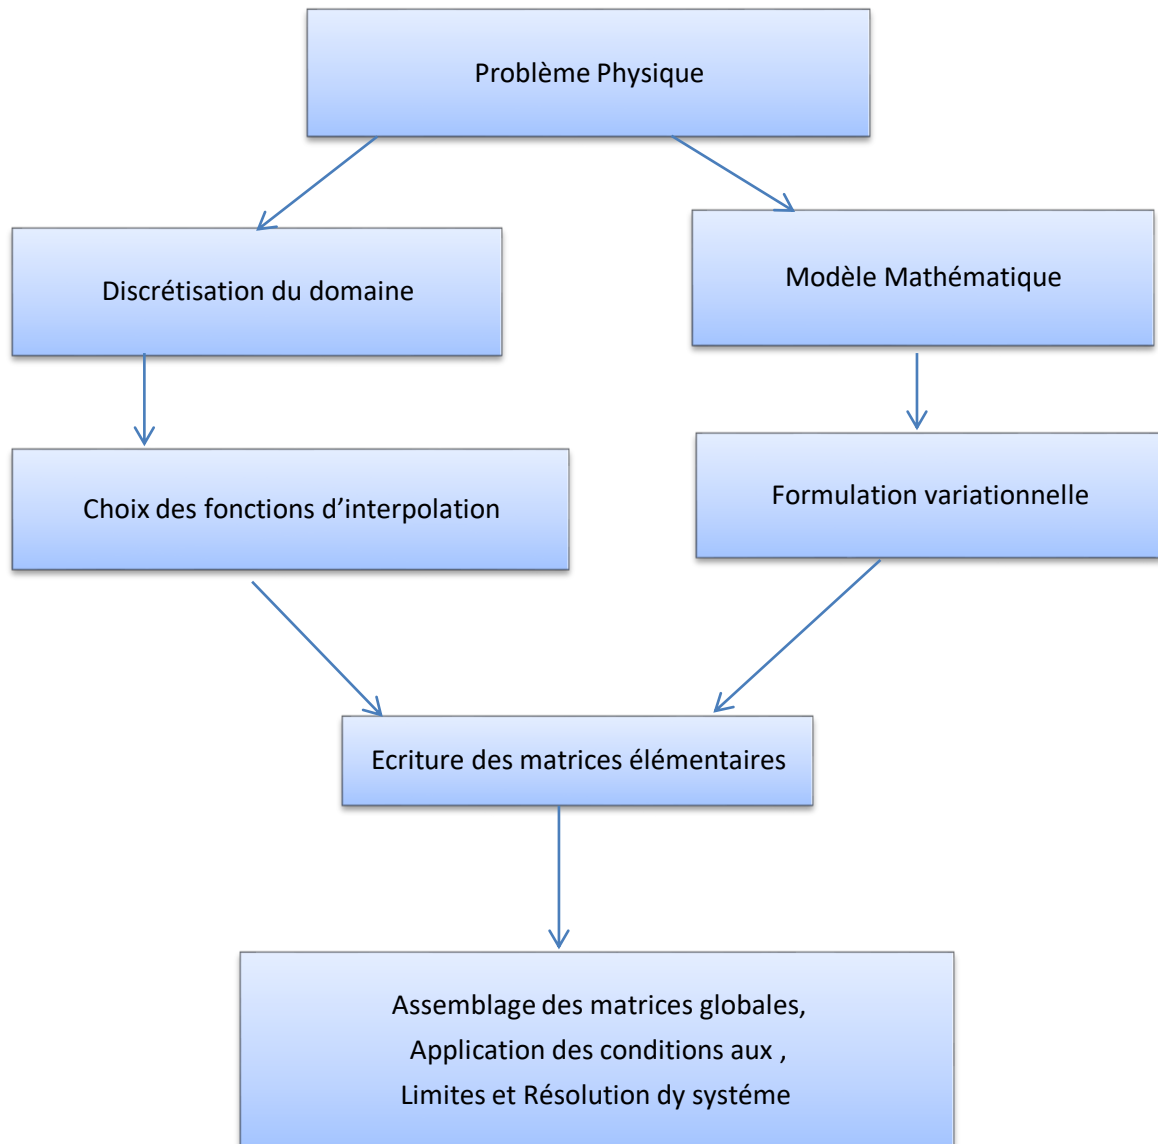 Problème Physique
Discrétisation du domaine
Modèle Mathématique
Choix des fonctions d’interpolation
Formulation variationnelle
Ecriture des matrices élémentaires
Assemblage des matrices globales,
Application des conditions aux ,
Limites et Résolution dy systéme